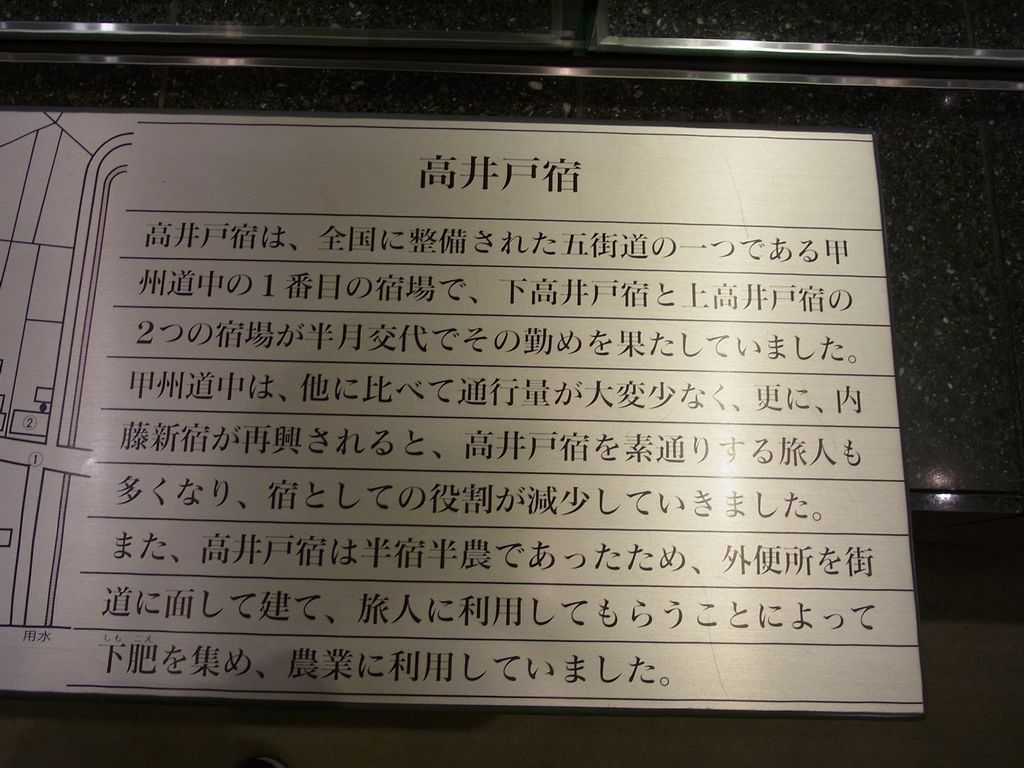 高井戸宿
高井戸宿は、全国に整備された五街道の一つである甲
州道中の1番目の宿場で、下高井戸宿と上高井戸宿の
2つの宿場が半月交代でその勤めを果たしていました。
甲州道中は、他に比べて通行量が大変少なく、更に、内
藤新宿が再興されると、高井戸宿を素通りする旅人も
多くなり、宿としての役割が減少していきました。
また、高井戸宿は半宿半農であったため、外便所を街
道に面して建て、旅人に利用してもらうことによって
しも ごえ
下肥を集め、農業に利用していました。
②
①
用水